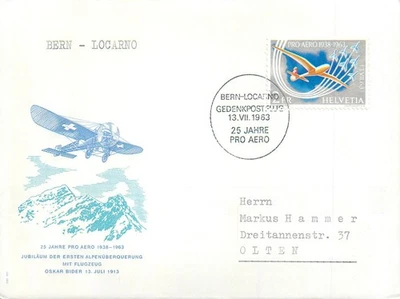 BERN - LOCARNO
PRO AERO 1938-1963
HELVETIA
BERN-LOCARNO
GEDENKPOSTFLUG
13.VII.1963
25 JAHRE
PRO AERO
Herrn
Markus Hammer
Dreitannenstr. 37
OLTEN
25 JAHRE PRO AERO 1938-1963
JUBILÄUM DER ERSTEN ALPENÜBERQUERUNG
MIT FLUGZEUG
OSKAR BIDER 13. JULI 1913